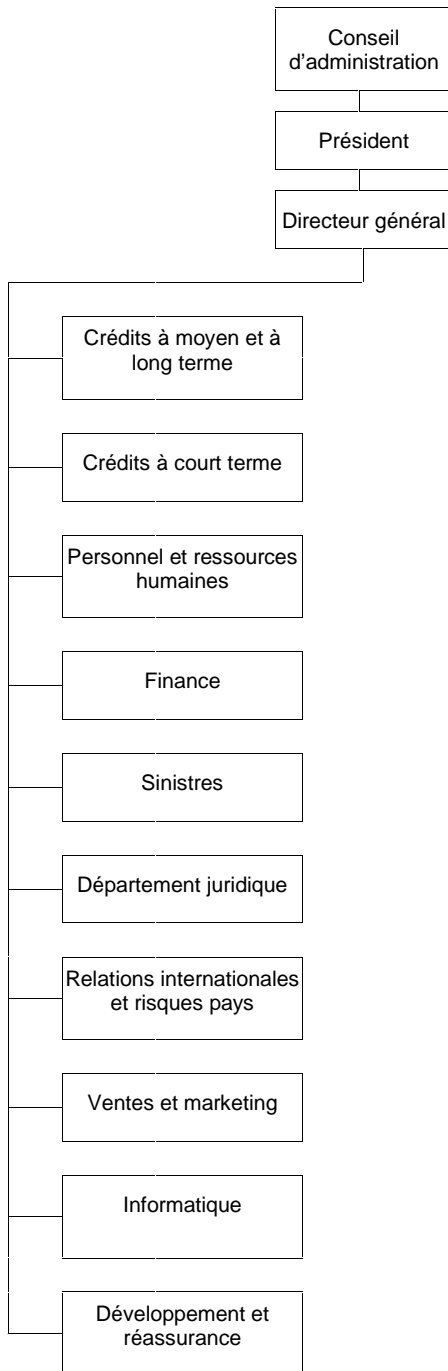 Conseil
d'administration
Président
Directeur général
Crédits à moyen et à
long terme
Crédits à court terme
Personnel et ressources
humaines
Finance
Sinistres
Département juridique
Relations internationales
et risques pays
Ventes et marketing
Informatique
Développement et
réassurance